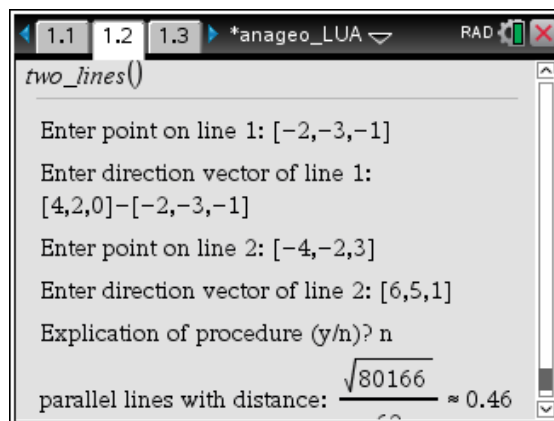 1.1 1.2 1.3 *anageo_LUA RAD
two_lines()
Enter point on line 1: [−2,−3,−1]
Enter direction vector of line 1:
[4,2,0]−[−2,−3,−1]
Enter point on line 2: [−4,−2,3]
Enter direction vector of line 2: [6,5,1]
Explication of procedure (y/n)? n
√80166
parallel lines with distance: ≈ 0.46